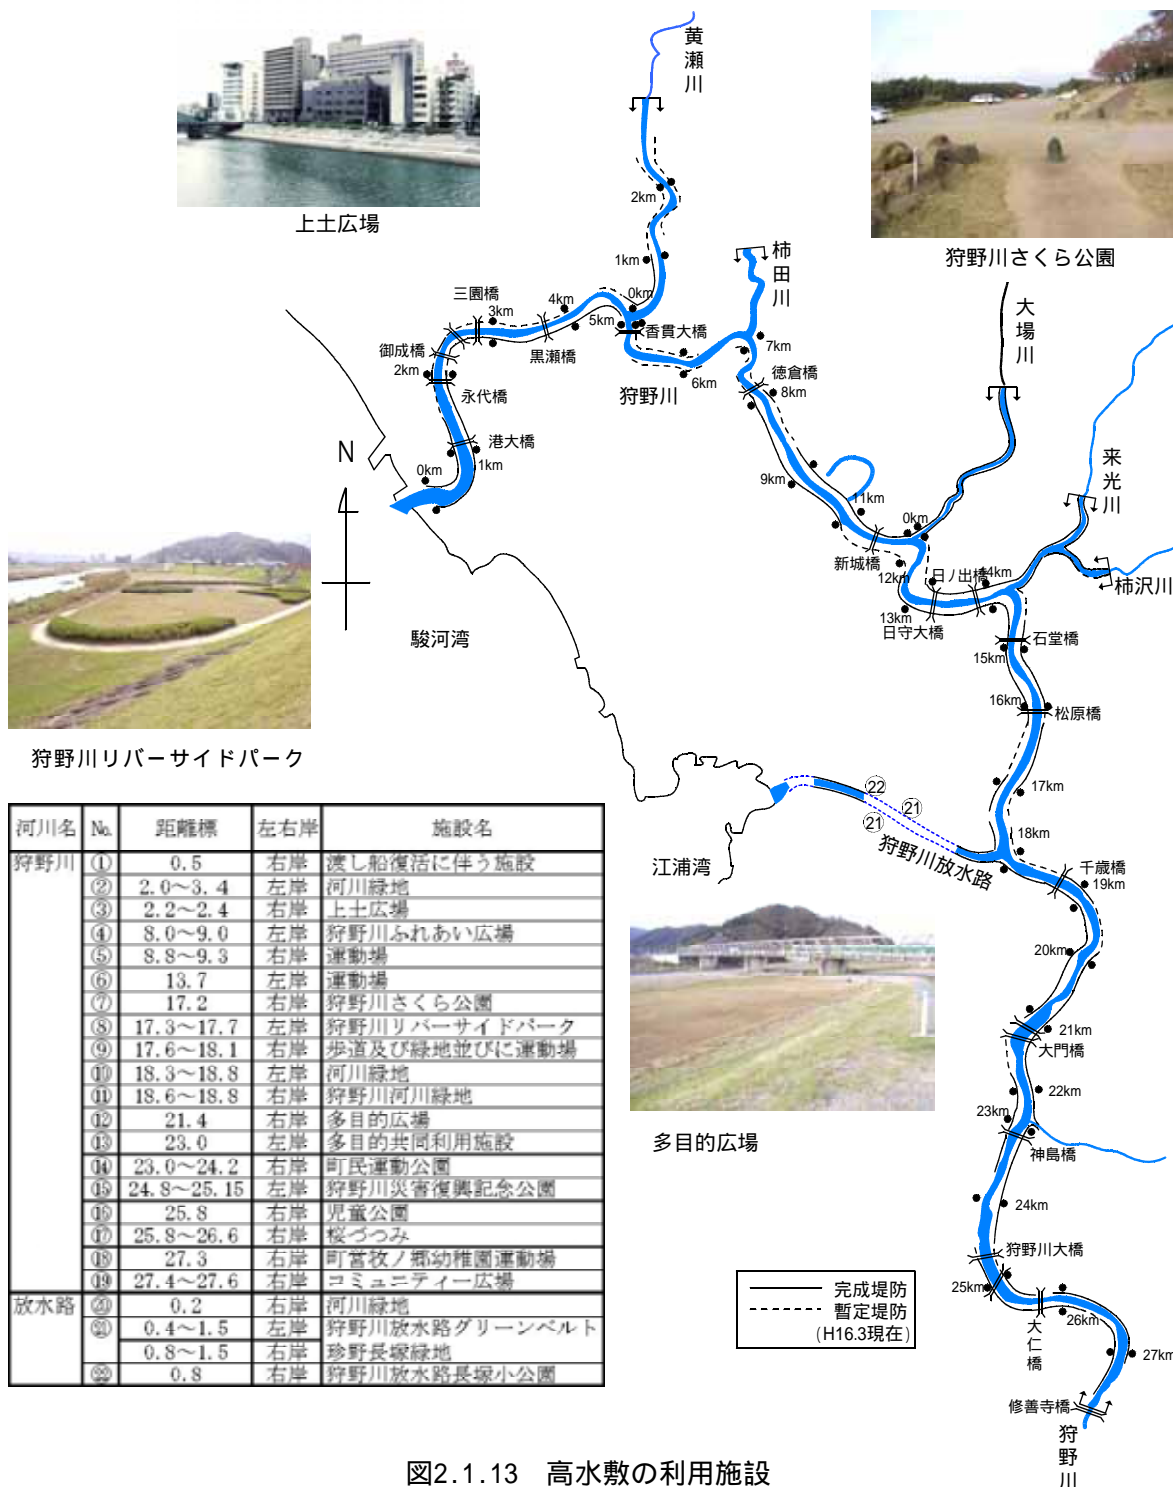 黄瀬川
上土広場
狩野川さくら公園
柿田川
大場川
来光川
柿沢川
2km
1km
0km
三園橋
3km
4km
5km
香貫大橋
御成橋
黒瀬橋
2km
永代橋
狩野川
6km
7km
徳倉橋
8km
港大橋
1km
0km
N
9km
11km
0km
新城橋
12km
日ノ出橋
14km
13km
日守大橋
石堂橋
15km
駿河湾
16km
松原橋
狩野川リバーサイドパーク
17km
18km
㉒
㉑
㉑
狩野川放水路
江浦湾
千歳橋
19km
20km
21km
大門橋
22km
23km
神島橋
多目的広場
24km
狩野川大橋
25km
大仁橋
26km
27km
修善寺橋
狩野川
河川名 No. 距離標 左右岸 施設名
狩野川 ① 0.5 右岸 渡し船復活に伴う施設
② 2.0～3.4 左岸 河川緑地
③ 2.2～2.4 右岸 上土広場
④ 8.0～9.0 左岸 狩野川ふれあい広場
⑤ 8.8～9.3 右岸 運動場
⑥ 13.7 左岸 運動場
⑦ 17.2 右岸 狩野川さくら公園
⑧ 17.3～17.7 左岸 狩野川リバーサイドパーク
⑨ 17.6～18.1 右岸 歩道及び緑地並びに運動場
⑩ 18.3～18.8 左岸 河川緑地
⑪ 18.6～18.8 右岸 狩野川河川緑地
⑫ 21.4 右岸 多目的広場
⑬ 23.0 左岸 多目的共同利用施設
⑭ 23.0～24.2 右岸 町民運動公園
⑮ 24.8～25.15 左岸 狩野川災害復興記念公園
⑯ 25.8 右岸 児童公園
⑰ 25.8～26.6 右岸 桜づつみ
⑱ 27.3 右岸 町営牧ノ郷幼稚園運動場
⑲ 27.4～27.6 右岸 コミュニティー広場
放水路 ⑳ 0.2 右岸 河川緑地
㉑ 0.4～1.5 左岸 狩野川放水路グリーンベルト
0.8～1.5 右岸 珍野長塚緑地
㉒ 0.8 右岸 狩野川放水路長塚小公園
完成堤防
暫定堤防
(H16.3現在)
図2.1.13 高水敷の利用施設